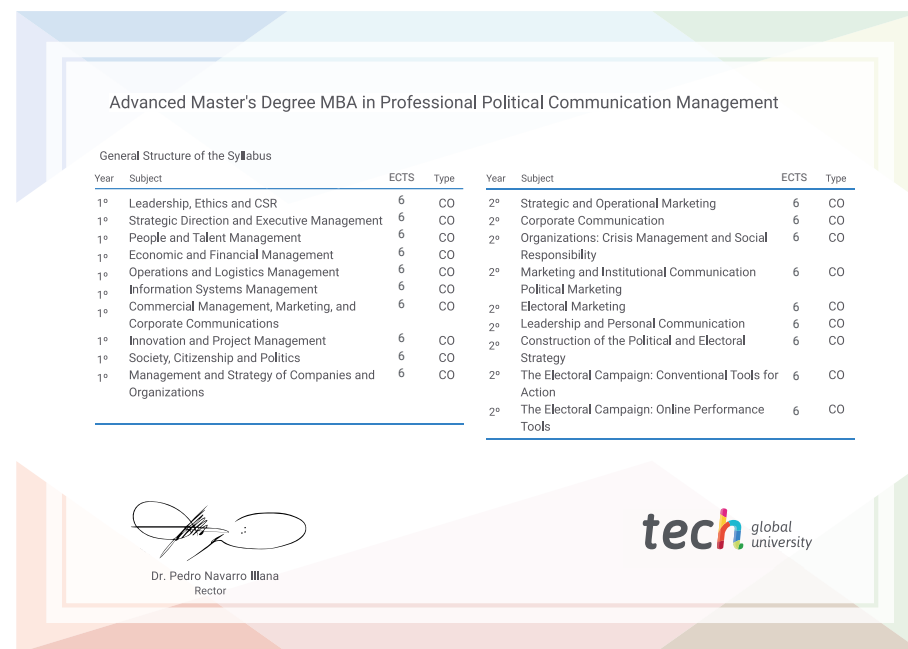 Advanced Master's Degree MBA in Professional Political Communication Management
General Structure of the Syllabus
Year Subject ECTS Type
1º Leadership, Ethics and CSR 6 CO
1º Strategic Direction and Executive Management 6 CO
1º People and Talent Management 6 CO
1º Economic and Financial Management 6 CO
1º Operations and Logistics Management 6 CO
1º Information Systems Management 6 CO
1º Commercial Management, Marketing, and 6 CO
Corporate Communications
1º Innovation and Project Management 6 CO
1º Society, Citizenship and Politics 6 CO
1º Management and Strategy of Companies and 6 CO
Organizations
Year Subject ECTS Type
2º Strategic and Operational Marketing 6 CO
2º Corporate Communication 6 CO
2º Organizations: Crisis Management and Social 6 CO
Responsibility
2º Marketing and Institutional Communication 6 CO
Political Marketing
2º Electoral Marketing 6 CO
2º Leadership and Personal Communication 6 CO
2º Construction of the Political and Electoral 6 CO
Strategy
2º The Electoral Campaign: Conventional Tools for 6 CO
Action
2º The Electoral Campaign: Online Performance 6 CO
Tools
Dr. Pedro Navarro Illana
Rector
tech global
university